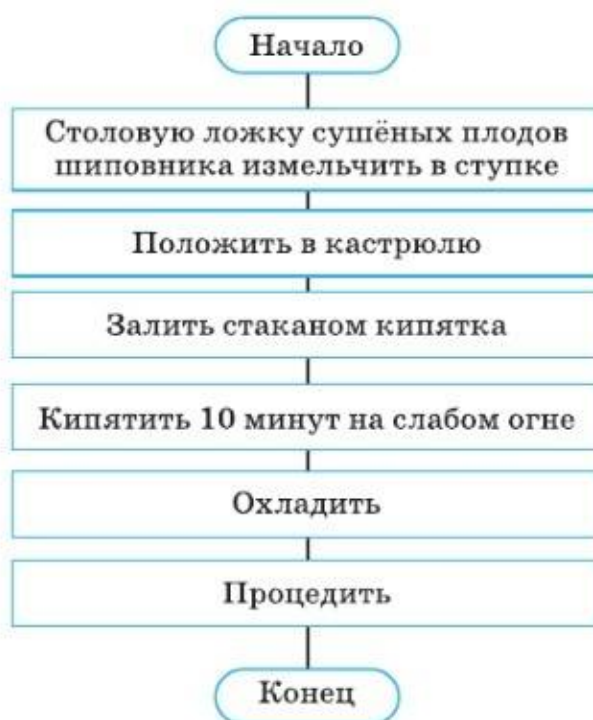 Начало
Столовую ложку сушёных плодов
шиповника измельчить в ступке
Положить в кастрюлю
Залить стаканом кипятка
Кипятить 10 минут на слабом огне
Охладить
Процедить
Конец